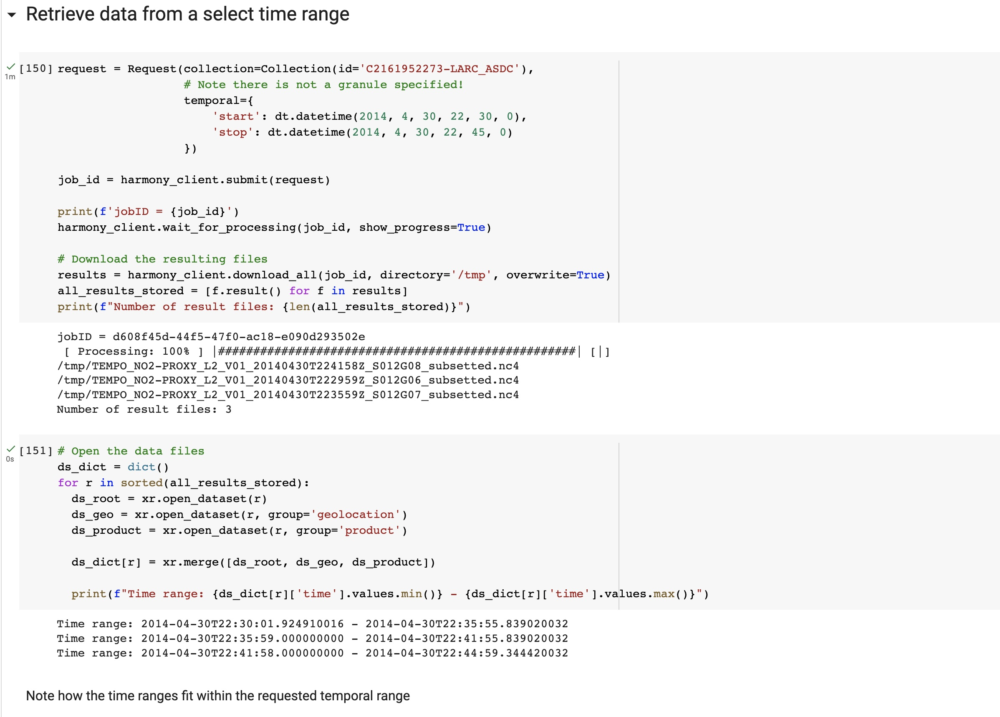 Retrieve data from a select time range
[150] request = Request(collection=Collection(id='C2161952273-LARC_ASDC'),
1m
# Note there is not a granule specified!
temporal={
'start': dt.datetime(2014, 4, 30, 22, 30, 0),
'stop': dt.datetime(2014, 4, 30, 22, 45, 0)
})
job_id = harmony_client.submit(request)
print(f'jobID = {job_id}')
harmony_client.wait_for_processing(job_id, show_progress=True)
# Download the resulting files
results = harmony_client.download_all(job_id, directory='/tmp', overwrite=True)
all_results_stored = [f.result() for f in results]
print(f"Number of result files: {len(all_results_stored)}")
jobID = d608f45d-44f5-47f0-ac18-e090d293502e
[ Processing: 100% ] |###################################################| [|]
/tmp/TEMPO_NO2-PROXY_L2_V01_20140430T224158Z_S012G08_subsetted.nc4
/tmp/TEMPO_NO2-PROXY_L2_V01_20140430T222959Z_S012G06_subsetted.nc4
/tmp/TEMPO_NO2-PROXY_L2_V01_20140430T223559Z_S012G07_subsetted.nc4
Number of result files: 3
[151] # Open the data files
0s
ds_dict = dict()
for r in sorted(all_results_stored):
ds_root = xr.open_dataset(r)
ds_geo = xr.open_dataset(r, group='geolocation')
ds_product = xr.open_dataset(r, group='product')
ds_dict[r] = xr.merge([ds_root, ds_geo, ds_product])
print(f"Time range: {ds_dict[r]['time'].values.min()} - {ds_dict[r]['time'].values.max()}")
Time range: 2014-04-30T22:30:01.924910016 - 2014-04-30T22:35:55.839020032
Time range: 2014-04-30T22:35:59.000000000 - 2014-04-30T22:41:55.839020032
Time range: 2014-04-30T22:41:58.000000000 - 2014-04-30T22:44:59.344420032
Note how the time ranges fit within the requested temporal range